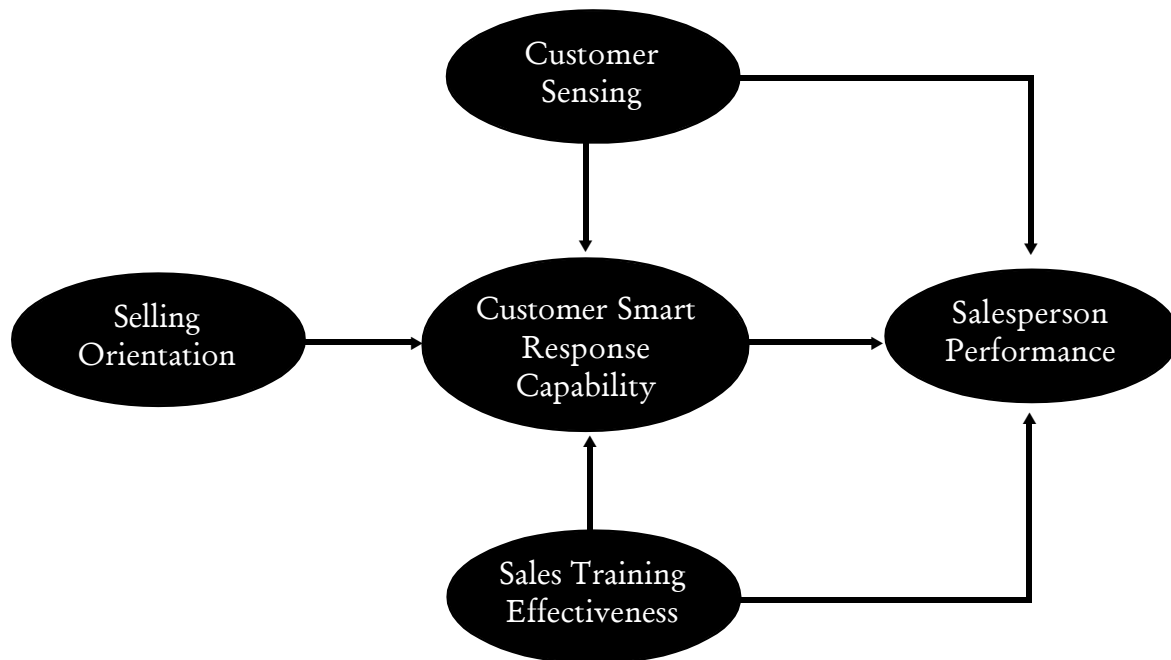 Customer
Sensing
Selling
Orientation
Customer Smart
Response
Capability
Salesperson
Performance
Sales Training
Effectiveness